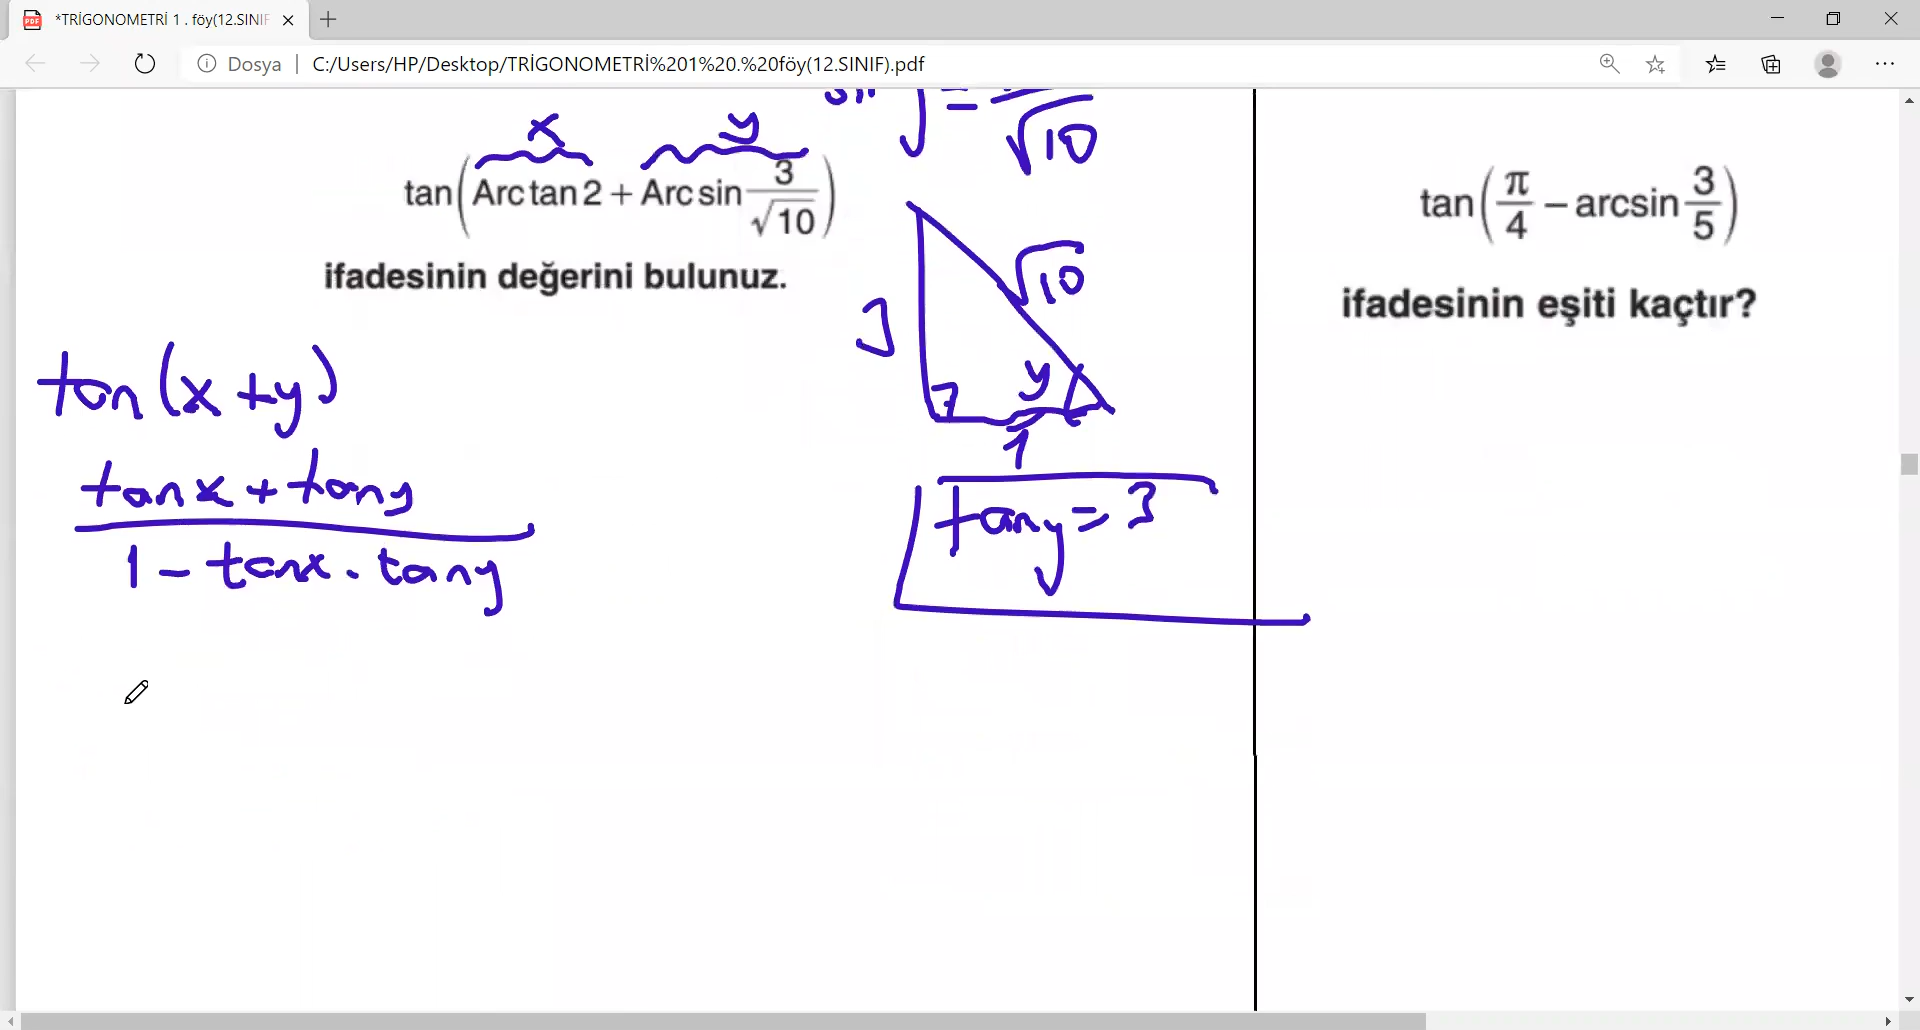 *TRİGONOMETRİ 1 . föy(12.SINIF
Dosya | C:/Users/HP/Desktop/TRİGONOMETRİ%201%20.%20föy(12.SINIF).pdf
sin y = /√10
x y
tan(Arctan2 + Arcsin 3/√10)
ifadesinin değerini bulunuz.
tan(x+y)
tanx + tany
1 - tanx . tany
3
√10
y
1
tany = 3
tan(π/4 – arcsin 3/5)
ifadesinin eşiti kaçtır?